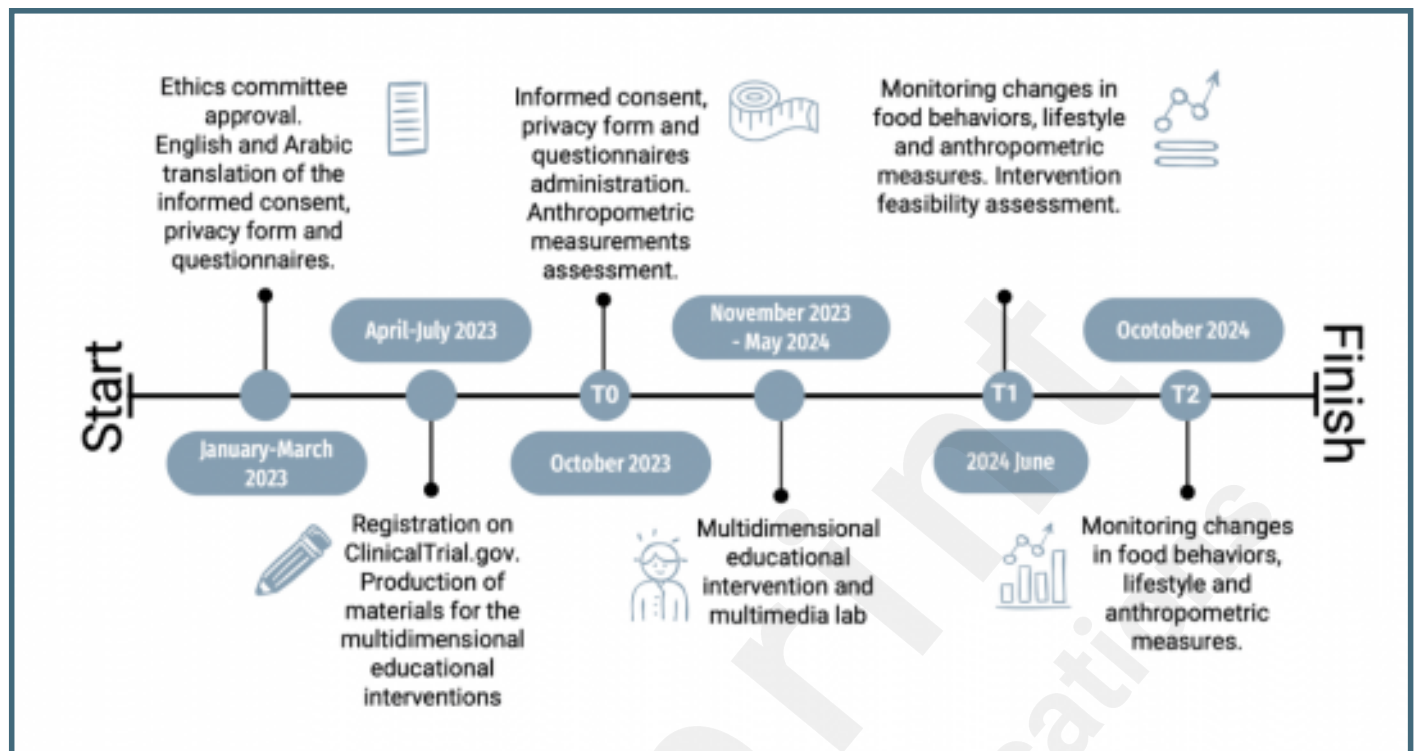 Ethics committee
approval.
English and Arabic
translation of the
informed consent,
privacy form and
questionnaires.
Informed consent,
privacy form and
questionnaires
administration.
Anthropometric
measurements
assessment.
Monitoring changes in
food behaviors, lifestyle
and anthropometric
measures. Intervention
feasibility assessment.
April-July 2023
November 2023
- May 2024
Ocotober 2024
Start
T0
T1
T2
Finish
January-March
2023
October 2023
2024 June
Registration on
ClinicalTrial.gov.
Production of
materials for the
multidimensional
educational
interventions
Multidimensional
educational
intervention and
multimedia lab
Monitoring changes
in food behaviors,
lifestyle and
anthropometric
measures.